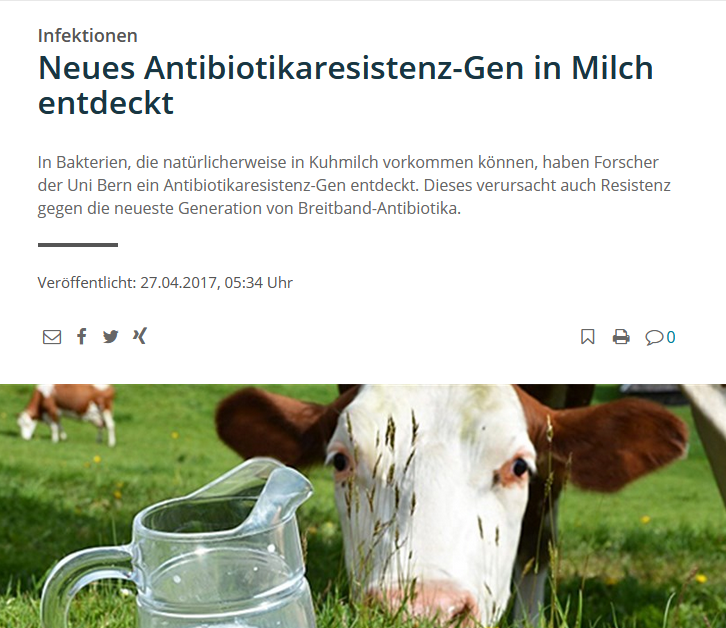 Infektionen
Neues Antibiotikaresistenz-Gen in Milch
entdeckt
In Bakterien, die natürlicherweise in Kuhmilch vorkommen können, haben Forscher
der Uni Bern ein Antibiotikaresistenz-Gen entdeckt. Dieses verursacht auch Resistenz
gegen die neueste Generation von Breitband-Antibiotika.
Veröffentlicht: 27.04.2017, 05:34 Uhr
0